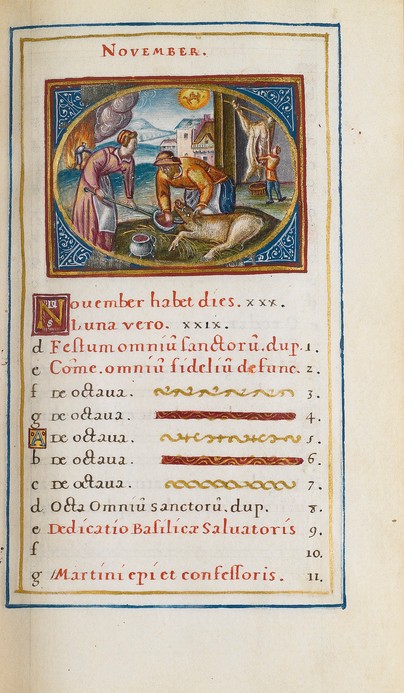 November.
November habet dies. xxx.
Luna vero. xxix.
d Festum omniū sanctorū. dup. 1.
e Cōme. omniū fideliū defunc. 2.
f De octaua. 3.
g De octaua. 4.
A De octaua. 5.
b De octaua. 6.
c De octaua. 7.
d Octa Omniū sanctorū. dup. 8.
e Dedicatio Basilicæ Saluatoris 9.
f 10.
g Martini epi et confessoris. 11.